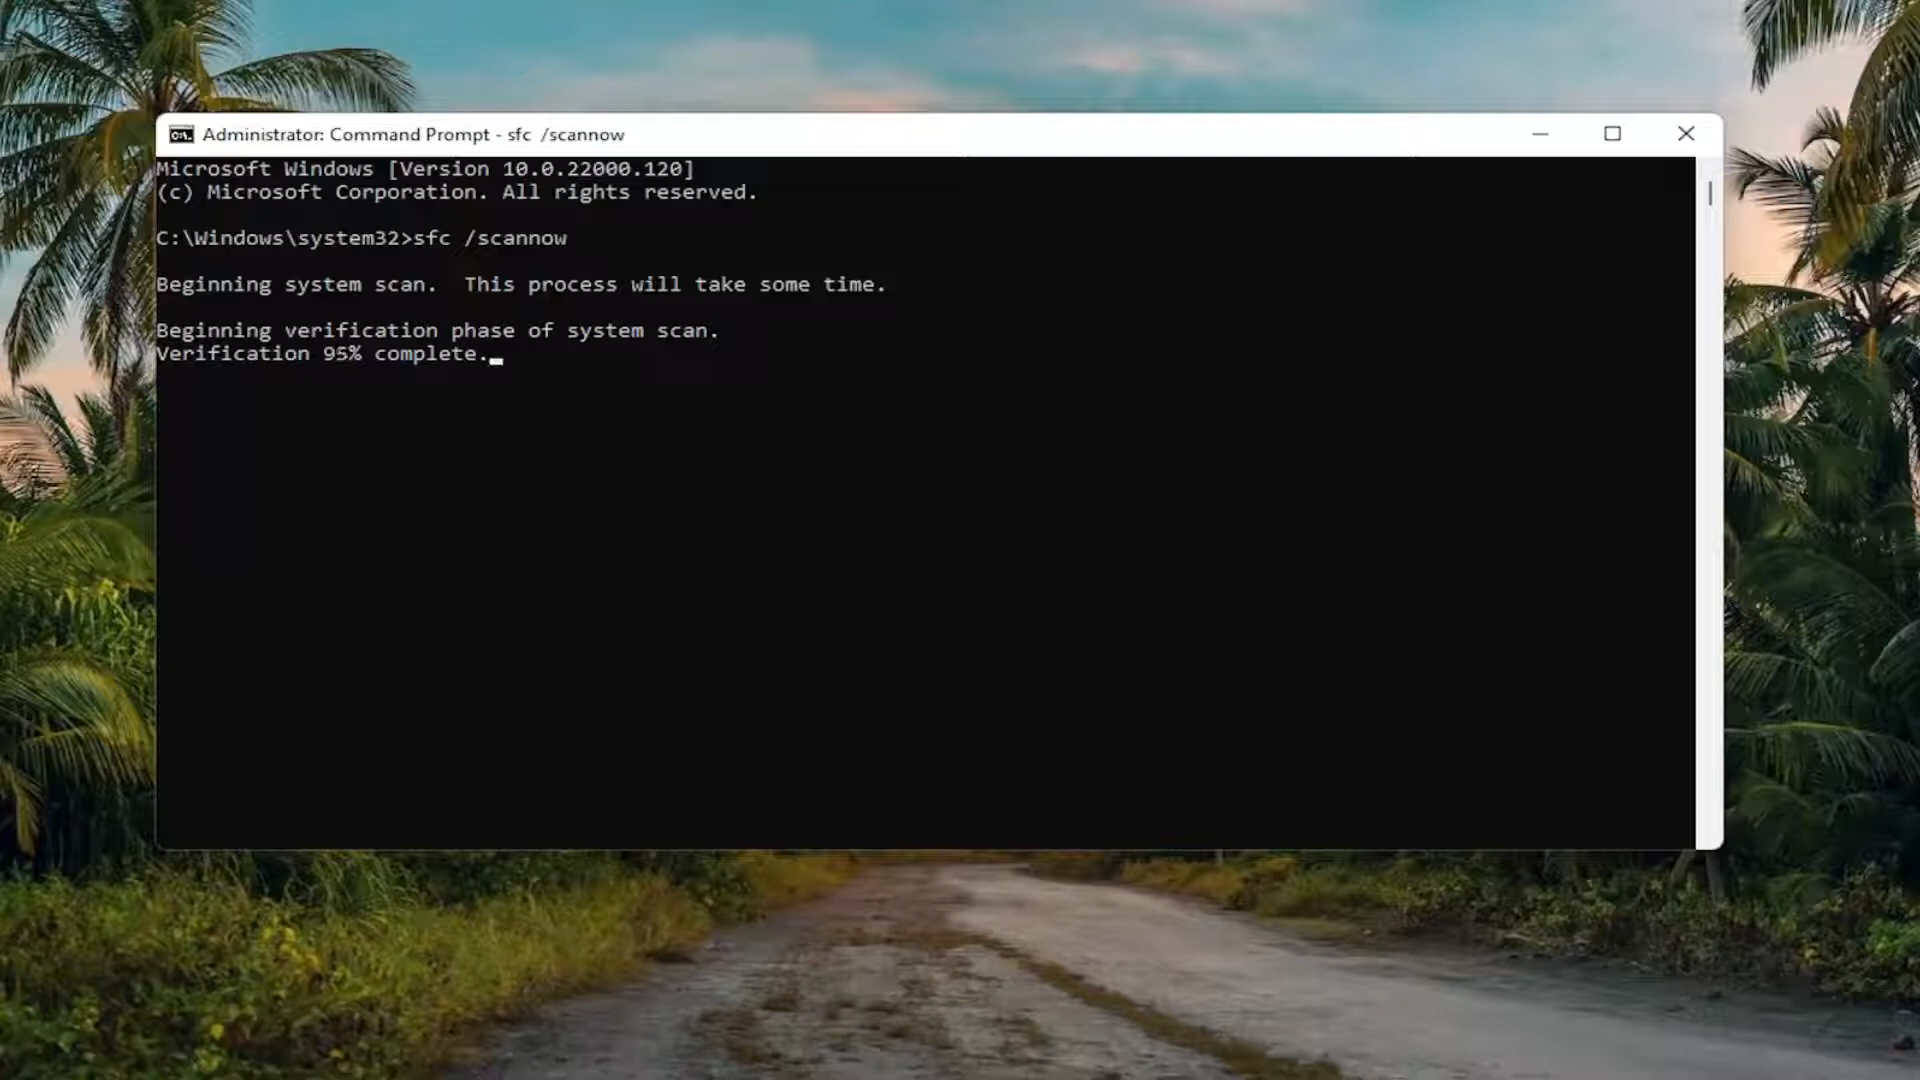 Administrator: Command Prompt - sfc  /scannow
Microsoft Windows [Version 10.0.22000.120]
(c) Microsoft Corporation. All rights reserved.
C:\Windows\system32>sfc /scannow
Beginning system scan.  This process will take some time.
Beginning verification phase of system scan.
Verification 95% complete.